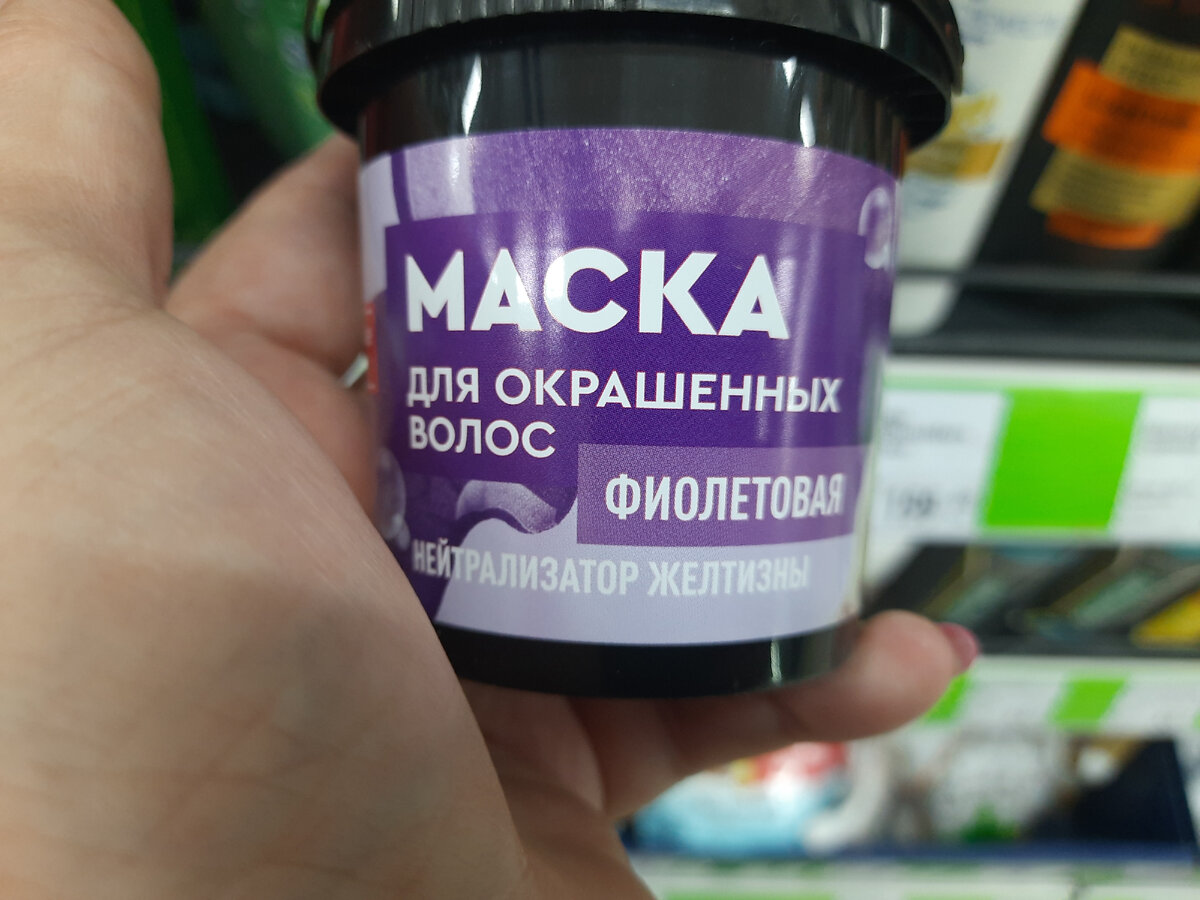 МАСКА
ДЛЯ ОКРАШЕННЫХ
ВОЛОС
ФИОЛЕТОВАЯ
НЕЙТРАЛИЗАТОР ЖЕЛТИЗНЫ